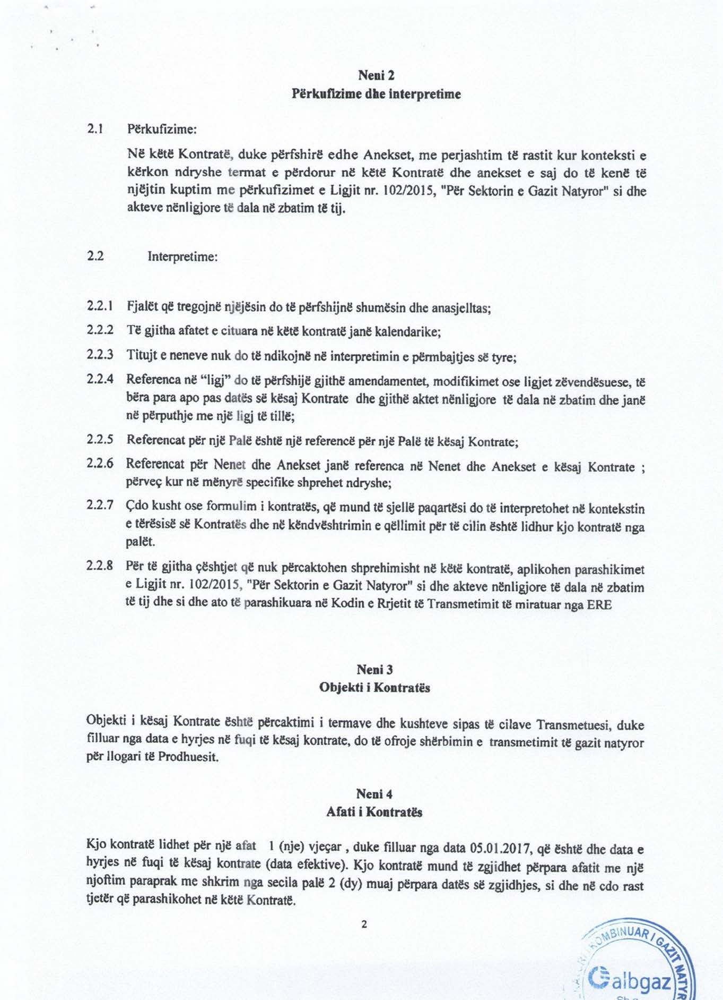 Neni 2
Përkufizime dhe interpretime
2.1 Përkufizime:
Në këtë Kontratë, duke përfshirë edhe Anekset, me perjashtim të rastit kur konteksti e
kërkon ndryshe termat e përdorur në këtë Kontratë dhe anekset e saj do të kenë të
njëjtin kuptim me përkufizimet e Ligjit nr. 102/2015, "Për Sektorin e Gazit Natyror" si dhe
akteve nënligjore të dala në zbatim të tij.
2.2 Interpretime:
2.2.1 Fjalët që tregojnë njëjësin do të përfshijnë shumësin dhe anasjelltas;
2.2.2 Të gjitha afatet e cituara në këtë kontratë janë kalendarike;
2.2.3 Titujt e neneve nuk do të ndikojnë në interpretimin e përmbajtjes së tyre;
2.2.4 Referenca në “ligj” do të përfshijë gjithë amendamentet, modifikimet ose ligjet zëvendësuese, të
bëra para apo pas datës së kësaj Kontrate dhe gjithë aktet nënligjore të dala në zbatim dhe janë
në përputhje me një ligj të tillë;
2.2.5 Referencat për një Palë është një referencë për një Palë të kësaj Kontrate;
2.2.6 Referencat për Nenet dhe Anekset janë referenca në Nenet dhe Anekset e kësaj Kontrate ;
përveç kur në mënyrë specifike shprehet ndryshe;
2.2.7 Çdo kusht ose formulim i kontratës, që mund të sjellë paqartësi do të interpretohet në kontekstin
e tërësisë së Kontratës dhe në këndvështrimin e qëllimit për të cilin është lidhur kjo kontratë nga
palët.
2.2.8 Për të gjitha çështjet që nuk përcaktohen shprehimisht në këtë kontratë, aplikohen parashikimet
e Ligjit nr. 102/2015, "Për Sektorin e Gazit Natyror" si dhe akteve nënligjore të dala në zbatim
të tij dhe si dhe ato të parashikuara në Kodin e Rrjetit të Transmetimit të miratuar nga ERE
Neni 3
Objekti i Kontratës
Objekti i kësaj Kontrate është përcaktimi i termave dhe kushteve sipas të cilave Transmetuesi, duke
filluar nga data e hyrjes në fuqi të kësaj kontrate, do të ofroje shërbimin e transmetimit të gazit natyror
për llogari të Prodhuesit.
Neni 4
Afati i Kontratës
Kjo kontratë lidhet për një afat 1 (nje) vjeçar , duke filluar nga data 05.01.2017, që është dhe data e
hyrjes në fuqi të kësaj kontrate (data efektive). Kjo kontratë mund të zgjidhet përpara afatit me një
njoftim paraprak me shkrim nga secila palë 2 (dy) muaj përpara datës së zgjidhjes, si dhe në cdo rast
tjetër që parashikohet në këtë Kontratë.
2
I GAZIT
albgaz